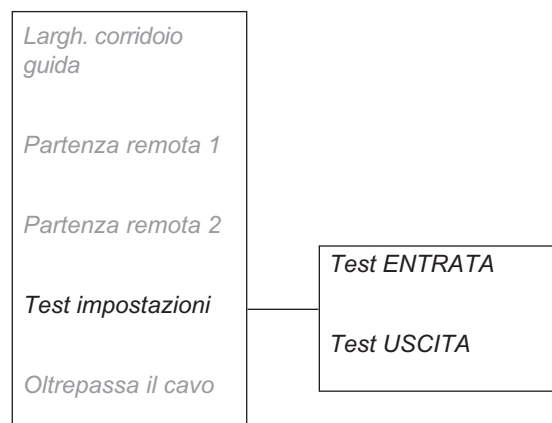 Largh. corridoio
guida
Partenza remota 1
Partenza remota 2
Test impostazioni
Oltrepassa il cavo
Test ENTRATA
Test USCITA